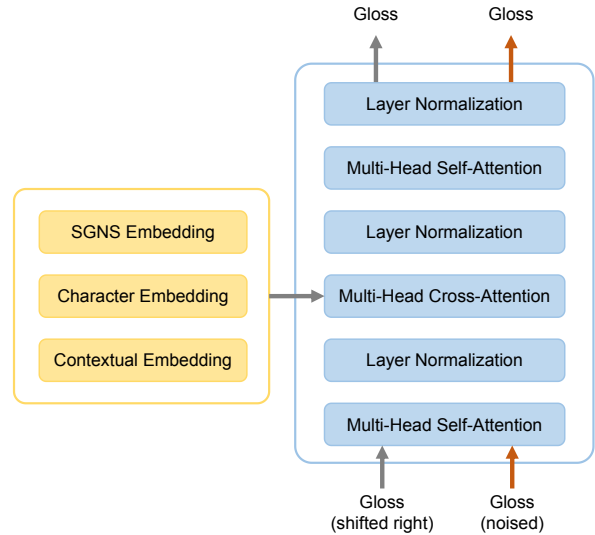 Gloss
Gloss
Layer Normalization
Multi-Head Self-Attention
SGNS Embedding
Layer Normalization
Character Embedding
Multi-Head Cross-Attention
Contextual Embedding
Layer Normalization
Multi-Head Self-Attention
Gloss
(shifted right)
Gloss
(noised)